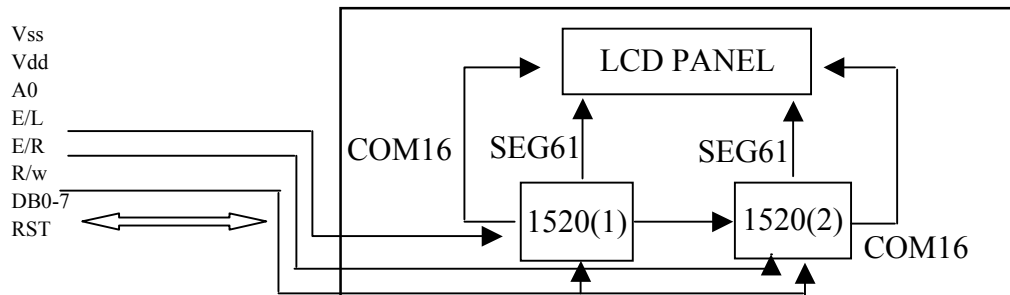 Vss
Vdd
A0
E/L
E/R
R/w
DB0-7
RST
LCD PANEL
COM16
SEG61
SEG61
1520(1)
1520(2)
COM16